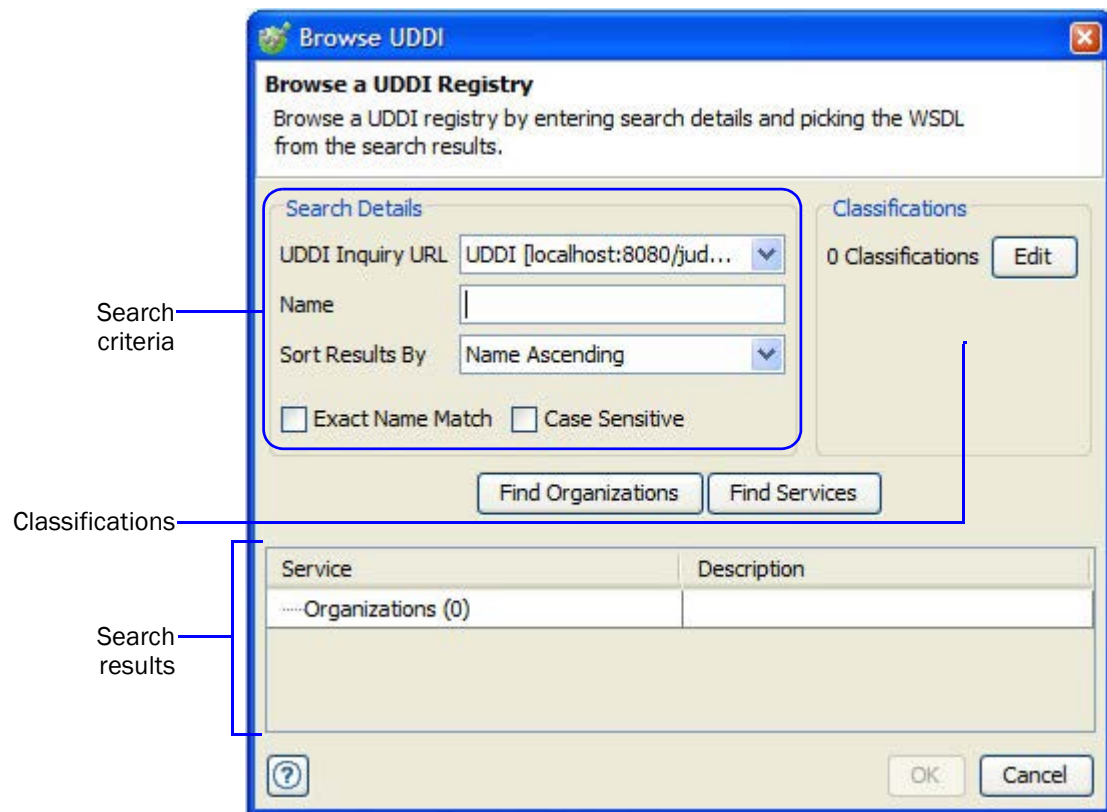 Browse UDDI
Browse a UDDI Registry
Browse a UDDI registry by entering search details and picking the WSDL
from the search results.
Search Details
Classifications
UDDI Inquiry URL UDDI [localhost:8080/jud...
0 Classifications Edit
Name
Search
criteria
Sort Results By Name Ascending
Exact Name Match Case Sensitive
Find Organizations Find Services
Classifications
Service Description
Organizations (0)
Search
results
? OK Cancel